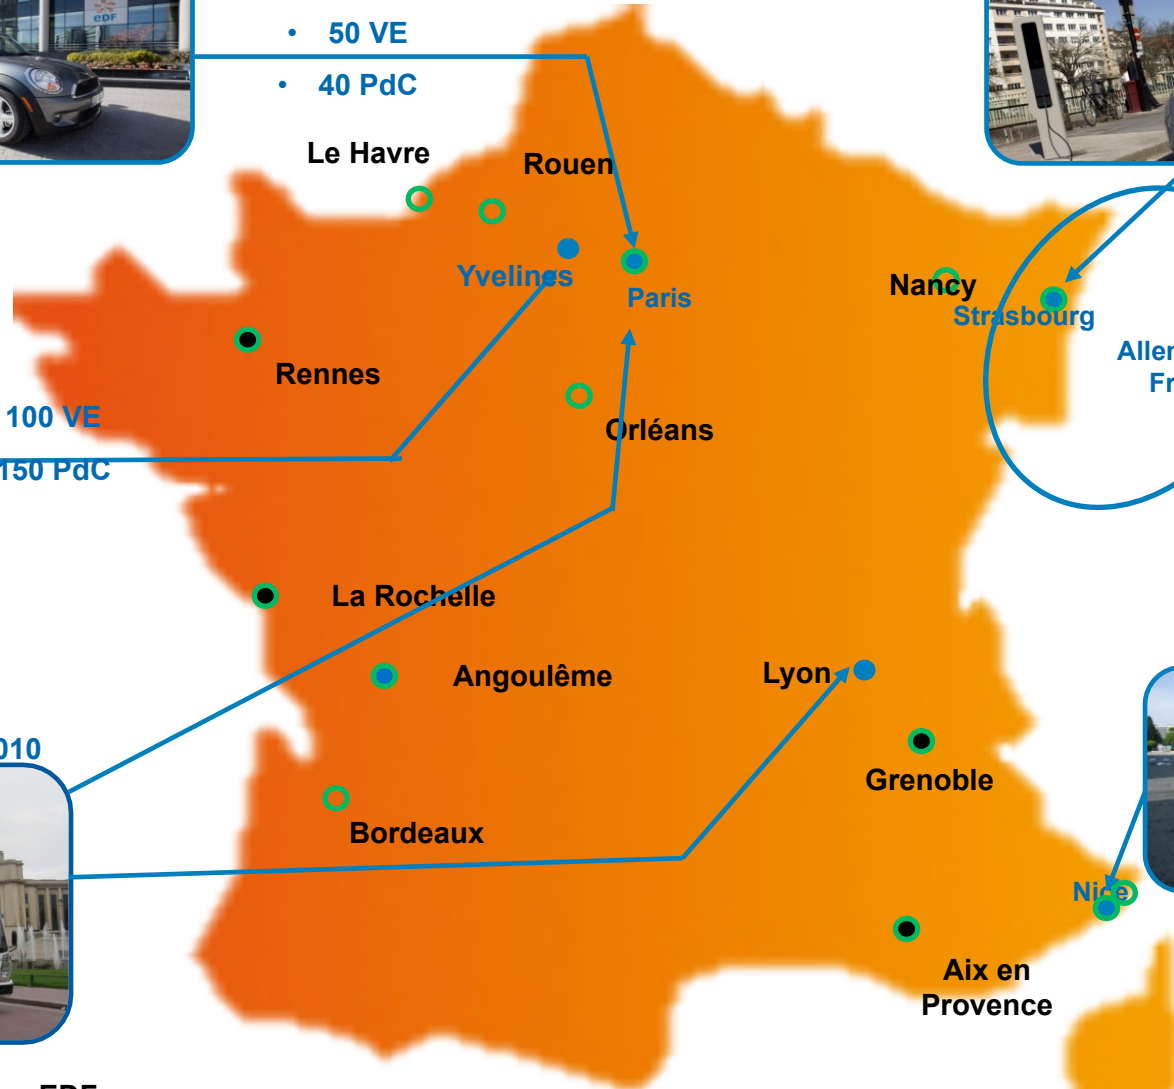 edf
• 50 VE
• 40 PdC
Le Havre
Rouen
Yvelines
Paris
Nancy
Strasbourg
Rennes
100 VE
150 PdC
Orléans
La Rochelle
Angoulême
Lyon
Grenoble
Bordeaux
Nice
Aix en
Provence